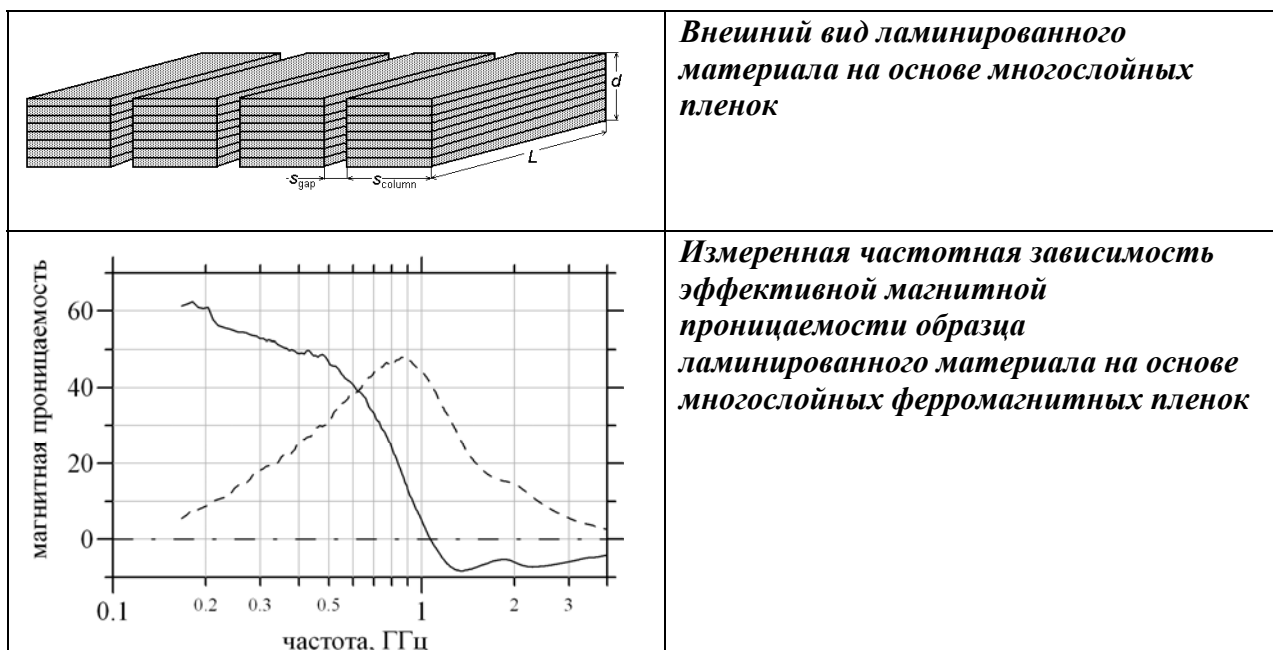 Внешний вид ламинированного
материала на основе многослойных
пленок
d
L
s gap
s column
Измеренная частотная зависимость
эффективной магнитной
проницаемости образца
ламинированного материала на основе
многослойных ферромагнитных пленок
магнитная проницаемость
60
40
20
0
0.1 0.2 0.3 0.5 1 2 3
частота, ГГц